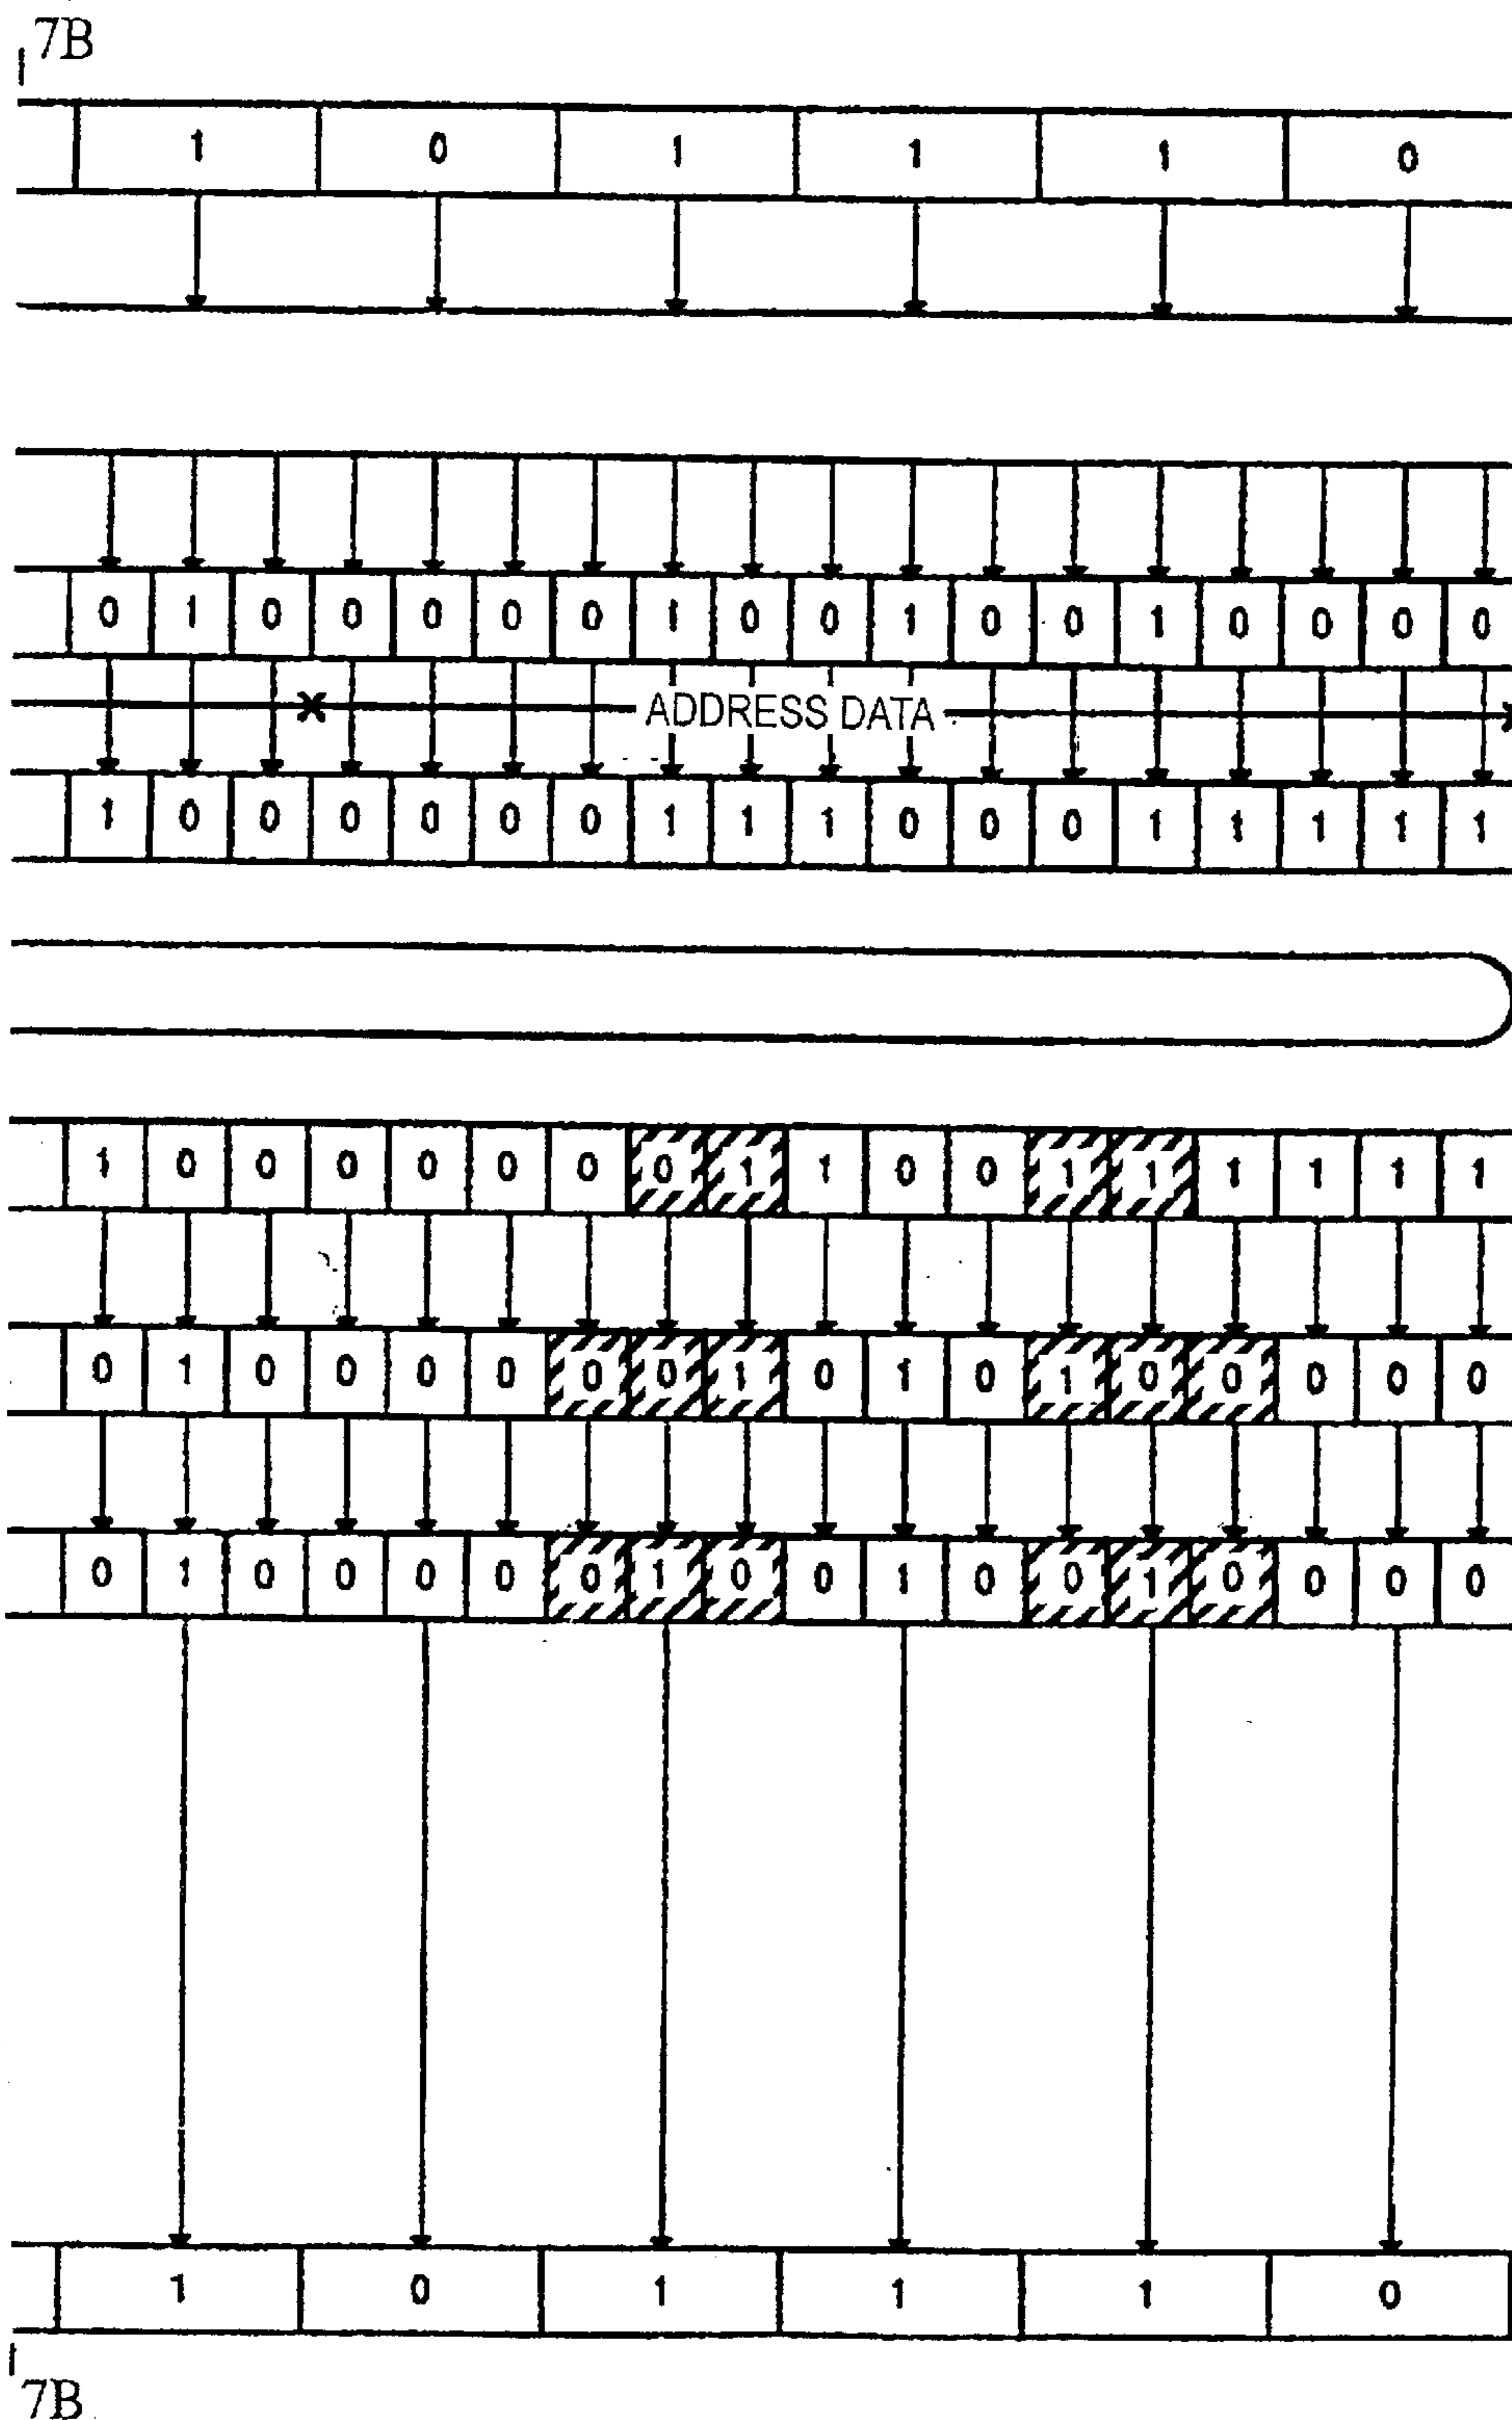 7B
1 0 1 1 1 0
0 1 0 0 0 0 0 1 0 0 1 0 0 1 0 0 0 0
ADDRESS DATA
1 0 0 0 0 0 0 1 1 1 0 0 0 1 1 1 1 1
1 0 0 0 0 0 0 0 1 1 0 0 1 1 1 1 1 1
0 1 0 0 0 0 0 0 1 0 1 0 1 0 0 0 0 0
0 1 0 0 0 0 0 1 0 0 1 0 0 1 0 0 0 0
1 0 1 1 1 0
7B